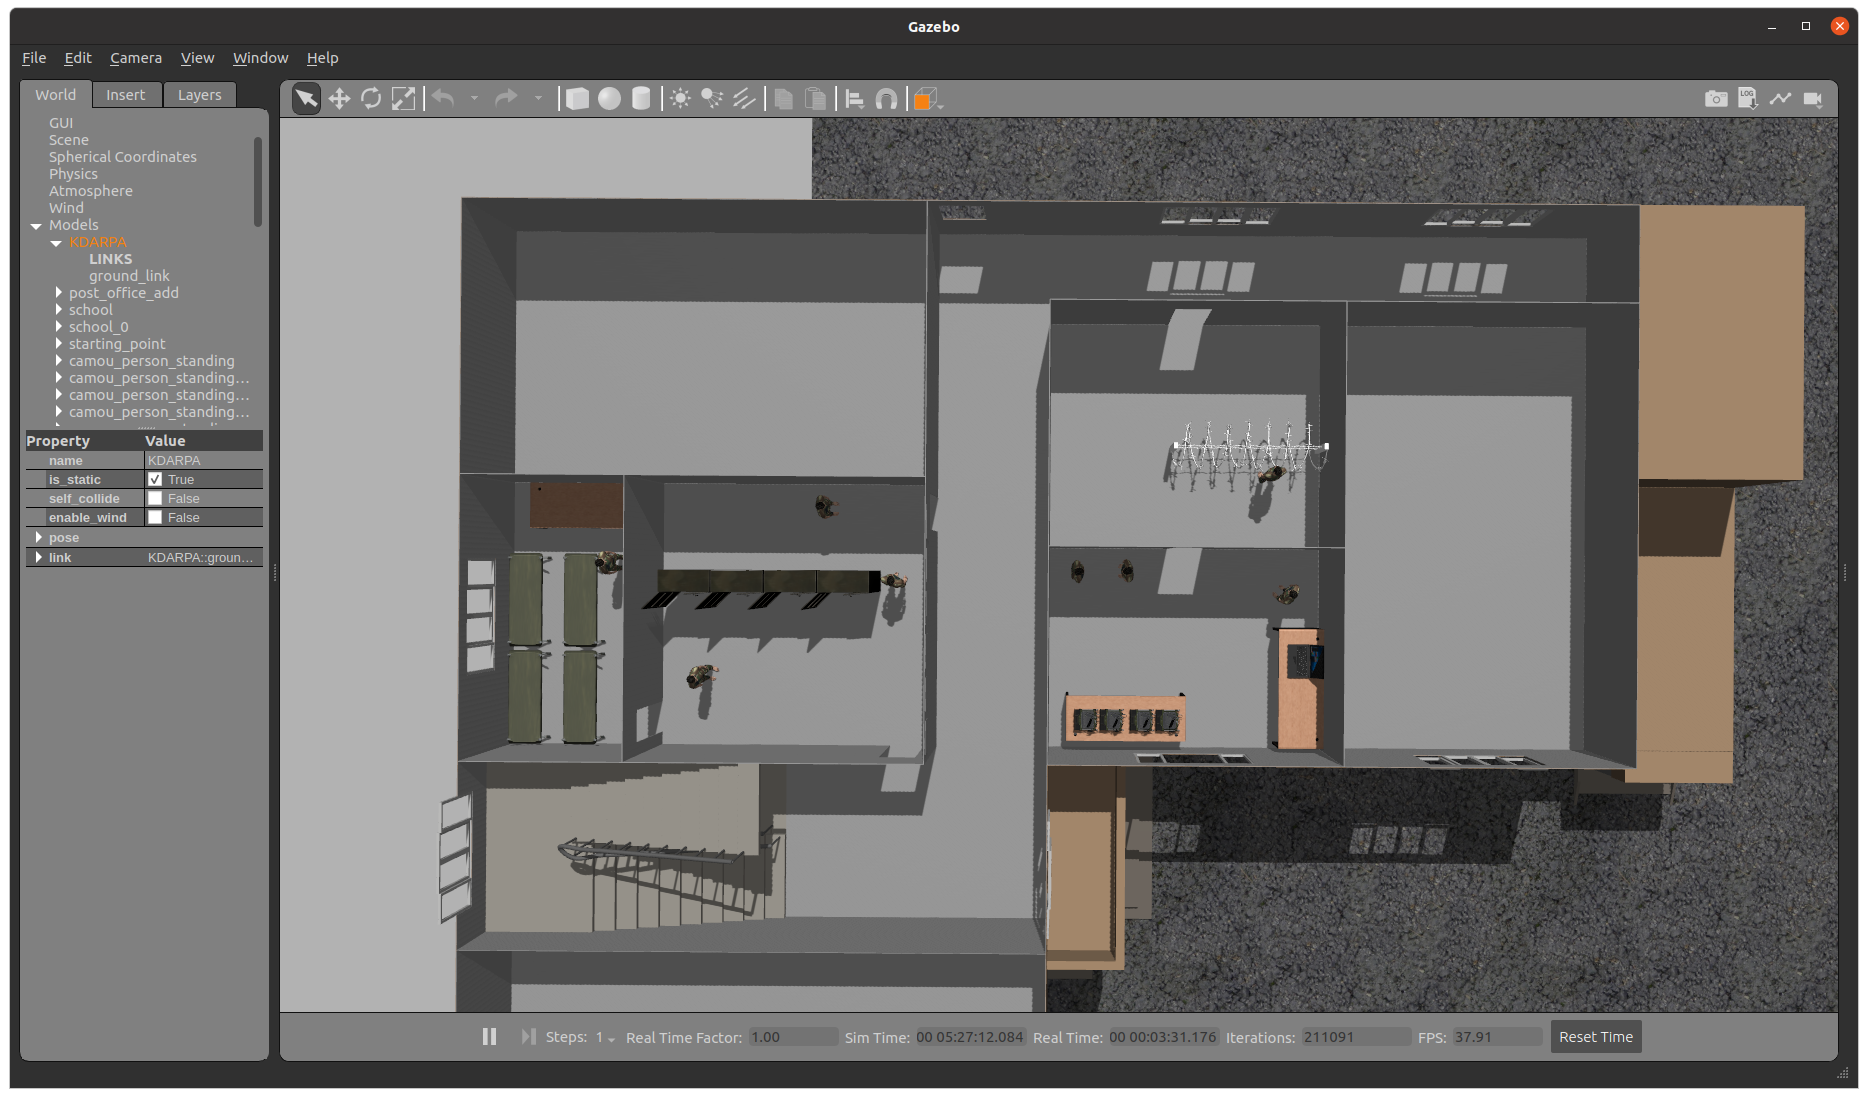 Gazebo
File Edit Camera View Window Help
World Insert Layers
GUI
Scene
Spherical Coordinates
Physics
Atmosphere
Wind
Models
KDARPA
LINKS
ground_link
post_office_add
school
school_0
starting_point
camou_person_standing
camou_person_standing...
camou_person_standing...
camou_person_standing...
Property Value
name KDARPA
is_static True
self_collide False
enable_wind False
pose
link KDARPA::groun...
LOG
Steps: 1 Real Time Factor: 1.00 Sim Time: 00 05:27:12.084 Real Time: 00 00:03:31.176 Iterations: 211091 FPS: 37.91 Reset Time